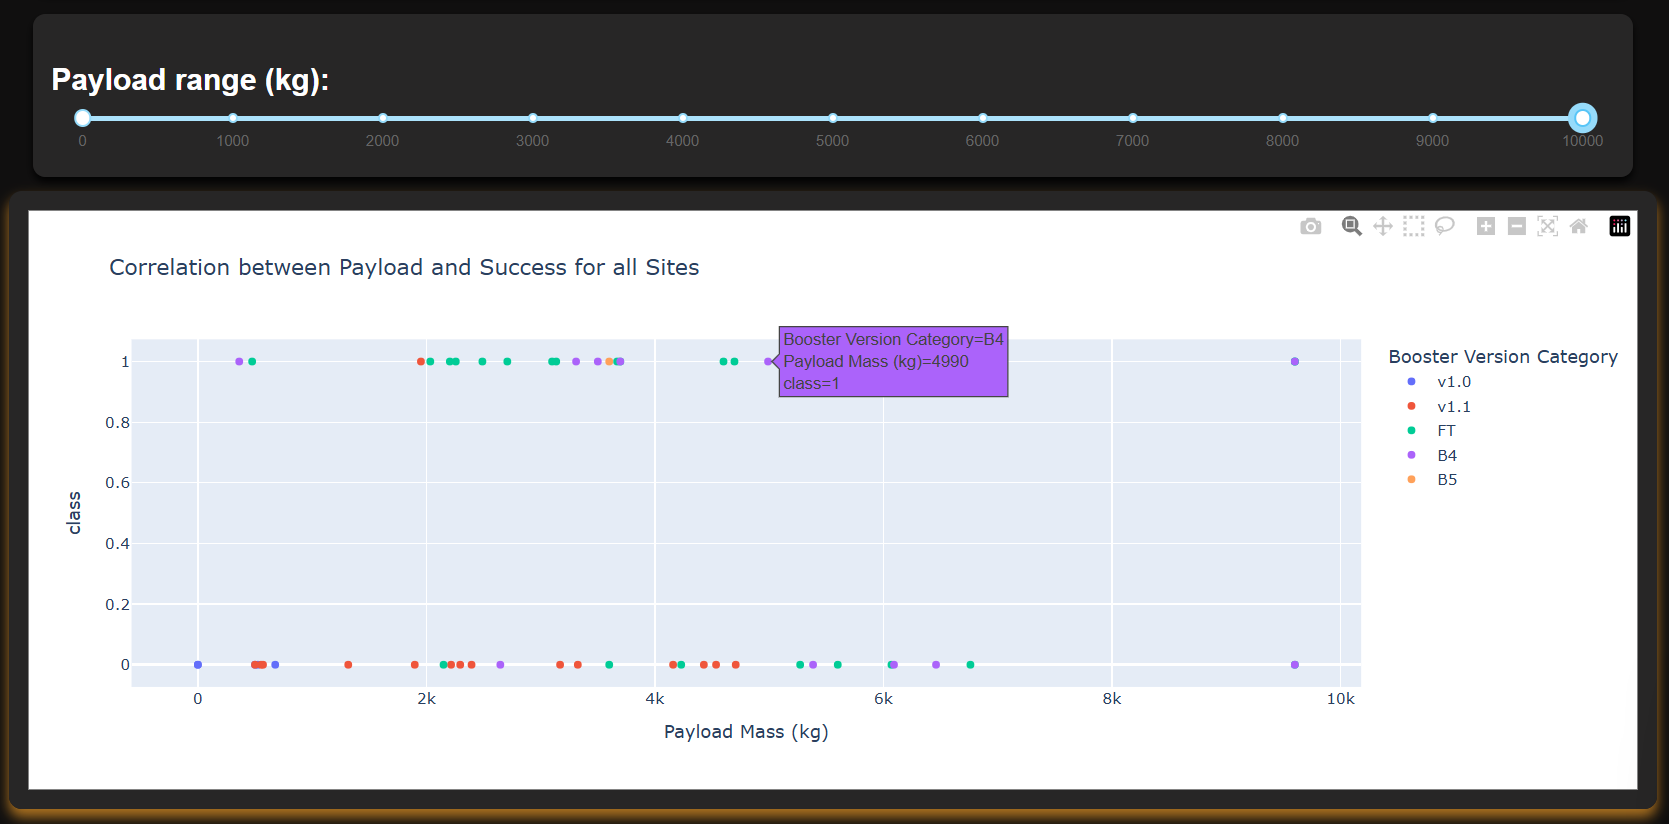 Payload range (kg):
0 1000 2000 3000 4000 5000 6000 7000 8000 9000 10000
Correlation between Payload and Success for all Sites
Booster Version Category=B4
Payload Mass (kg)=4990
class=1
1
0.8
0.6
0.4
0.2
0
class
0 2k 4k 6k 8k 10k
Payload Mass (kg)
Booster Version Category
v1.0
v1.1
FT
B4
B5